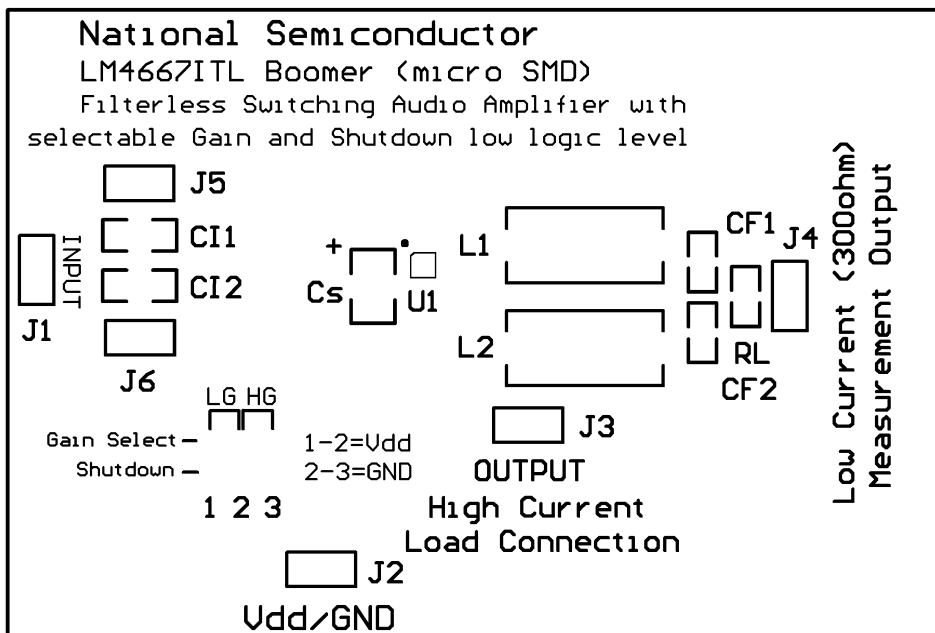 National Semiconductor
LM4667ITL Boomer (micro SMD)
Filterless Switching Audio Amplifier with
selectable Gain and Shutdown low logic level
J5
CI1
INPUT
CI2
J1
J6
+
Cs
U1
L1
L2
CF1
J4
RL
CF2
Low Current (300ohm)
Measurement Output
LG HG
Gain Select –
Shutdown –
1-2=Vdd
2-3=GND
1 2 3
J3
OUTPUT
High Current
Load Connection
J2
Vdd/GND